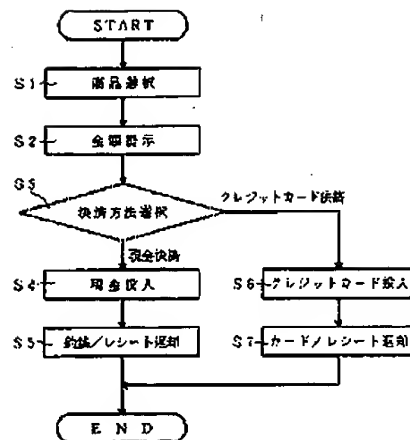 START
S1
商品選択
S2
金額提示
S3
決済方法選択
クレジットカード決済
現金決済
S4
現金投入
S6
クレジットカード投入
S5
釣銭/レシート返却
S7
カード/レシート返却
END